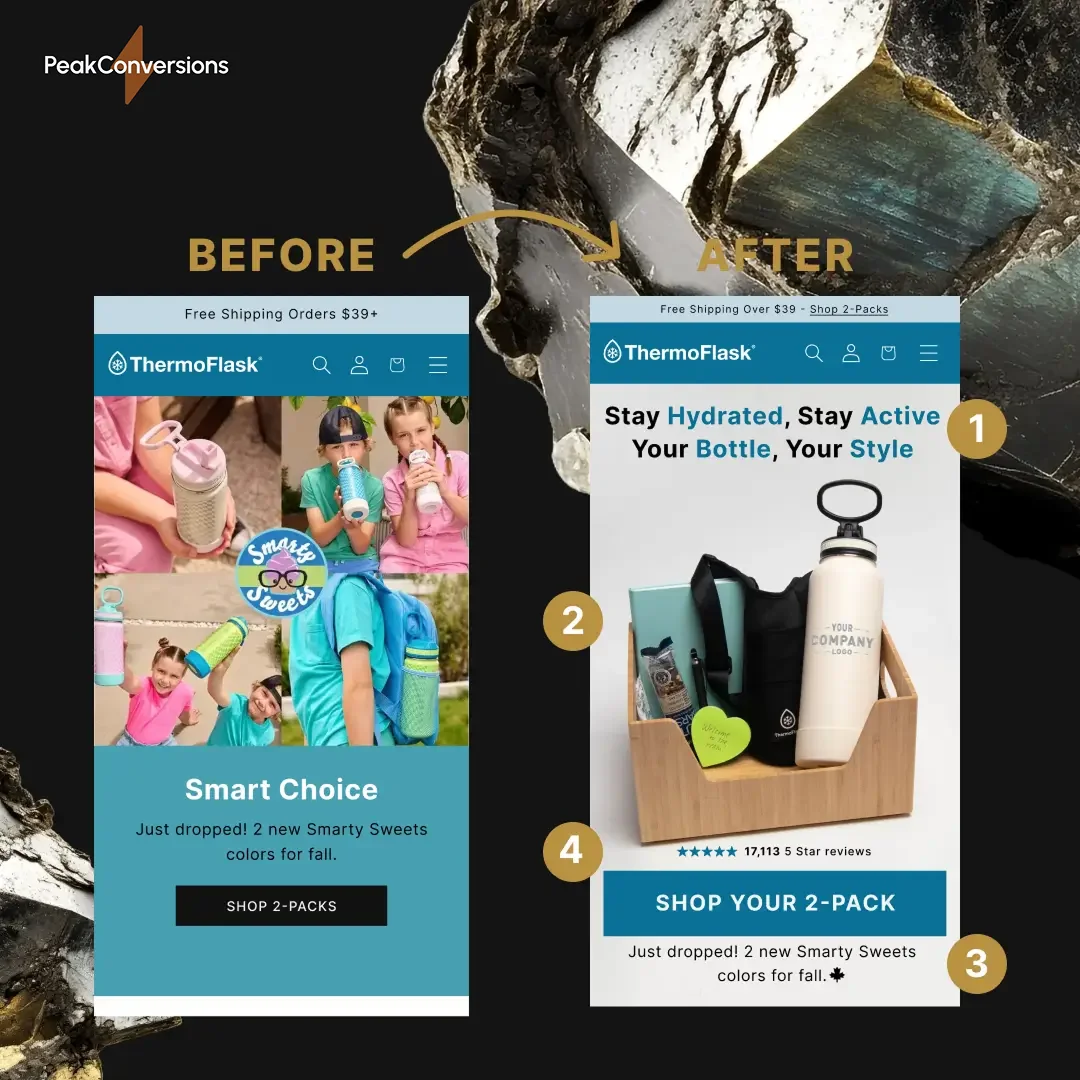 PeakConversions
BEFORE
AFTER
Free Shipping Orders $39+
ThermoFlask®
Smarty
Sweets
Smart Choice
Just dropped! 2 new Smarty Sweets
colors for fall.
SHOP 2-PACKS
Free Shipping Over $39 - Shop 2-Packs
ThermoFlask®
Stay Hydrated, Stay Active
Your Bottle, Your Style
1
2
YOUR
COMPANY
LOGO
ThermoFlask
4
17,113 5 Star reviews
SHOP YOUR 2-PACK
Just dropped! 2 new Smarty Sweets
colors for fall.
3